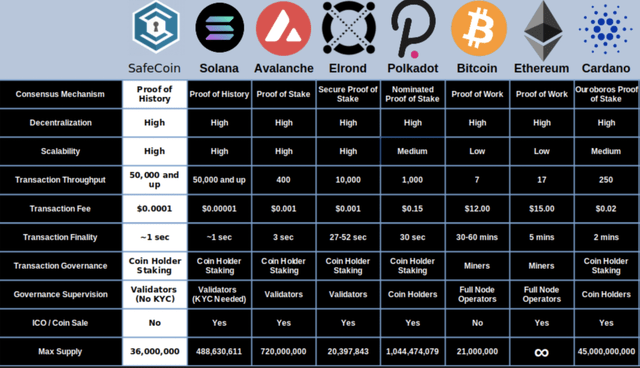 SafeCoin Solana Avalanche Elrond Polkadot Bitcoin Ethereum Cardano
Consensus Mechanism Proof of History Proof of History Proof of Stake Secure Proof of Stake Nominated Proof of Stake Proof of Work Proof of Work Ouroboros Proof of Stake
Decentralization High High High High High High High High
Scalability High High High High Medium Low Low Medium
Transaction Throughput 50,000 and up 50,000 and up 400 10,000 1,000 7 17 250
Transaction Fee $0.0001 $0.00001 $0.001 $0.001 $0.15 $12.00 $15.00 $0.02
Transaction Finality ~1 sec ~1 sec 3 sec 27-52 sec 30 sec 30-60 mins 5 mins 2 mins
Transaction Governance Coin Holder Staking Coin Holder Staking Coin Holder Staking Coin Holder Staking Coin Holder Staking Miners Miners Coin Holder Staking
Governance Supervision Validators (No KYC) Validators (KYC Needed) Validators Validators Coin Holders Full Node Operators Full Node Operators Coin Holders
ICO / Coin Sale No Yes Yes Yes Yes No Yes Yes
Max Supply 36,000,000 488,630,611 720,000,000 20,397,843 1,044,474,079 21,000,000 ∞ 45,000,000,000